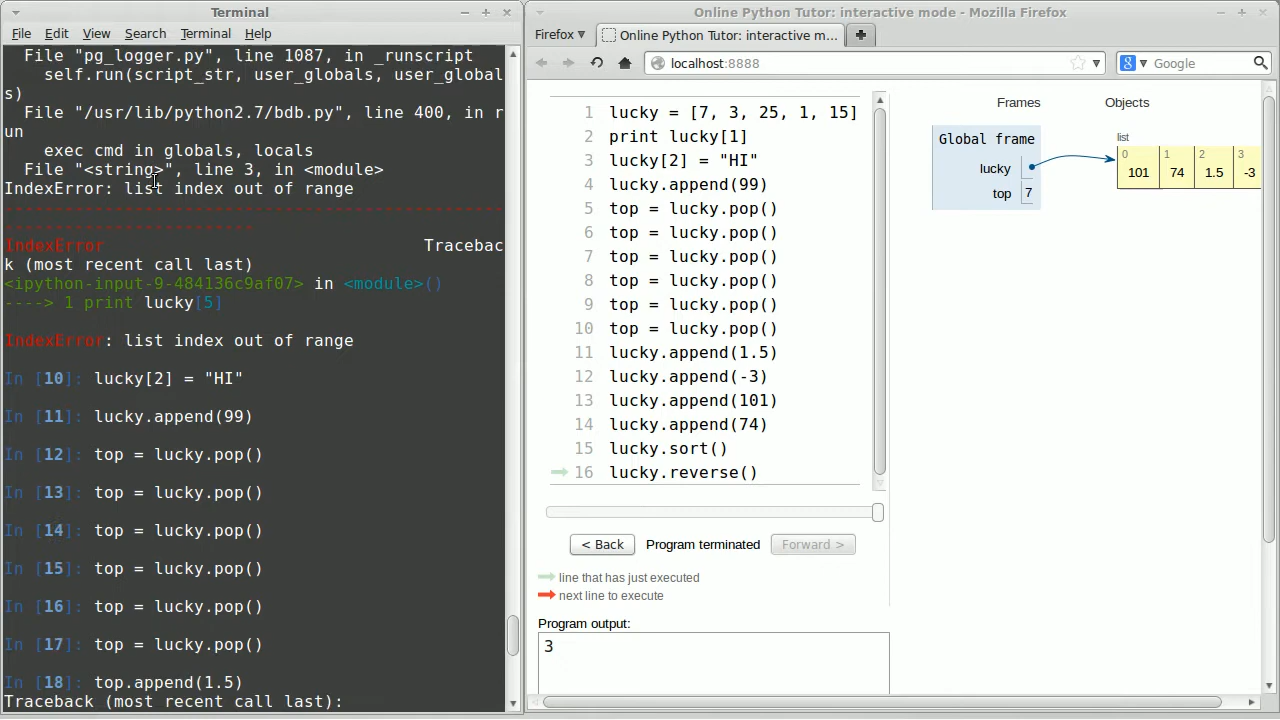 Terminal
File Edit View Search Terminal Help
File "pg_logger.py", line 1087, in _runscript
self.run(script_str, user_globals, user_global
s)
File "/usr/lib/python2.7/bdb.py", line 400, in r
un
exec cmd in globals, locals
File "<string>", line 3, in <module>
IndexError: list index out of range
--------------------------------------------------
-------------------------
IndexError Tracebac
k (most recent call last)
<ipython-input-9-484136c9af07> in <module>()
----> 1 print lucky[5]
IndexError: list index out of range
In [10]: lucky[2] = "HI"
In [11]: lucky.append(99)
In [12]: top = lucky.pop()
In [13]: top = lucky.pop()
In [14]: top = lucky.pop()
In [15]: top = lucky.pop()
In [16]: top = lucky.pop()
In [17]: top = lucky.pop()
In [18]: top.append(1.5)
Traceback (most recent call last):
Online Python Tutor: interactive mode - Mozilla Firefox
Firefox
Online Python Tutor: interactive m...
localhost:8888
Google
1 lucky = [7, 3, 25, 1, 15]
2 print lucky[1]
3 lucky[2] = "HI"
4 lucky.append(99)
5 top = lucky.pop()
6 top = lucky.pop()
7 top = lucky.pop()
8 top = lucky.pop()
9 top = lucky.pop()
10 top = lucky.pop()
11 lucky.append(1.5)
12 lucky.append(-3)
13 lucky.append(101)
14 lucky.append(74)
15 lucky.sort()
16 lucky.reverse()
< Back Program terminated Forward >
line that has just executed
next line to execute
Program output:
3
Frames Objects
Global frame
lucky
top 7
list
0 1 2 3
101 74 1.5 -3